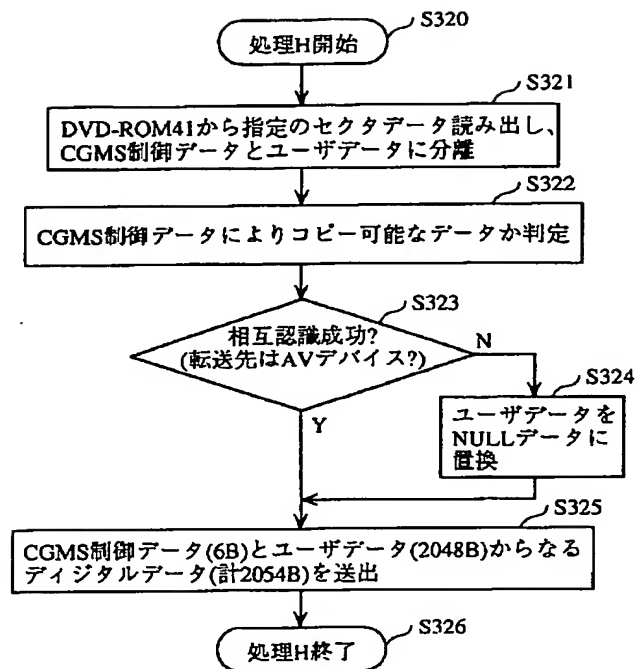 S320
処理H開始
S321
DVD-ROM41から指定のセクタデータ読み出し、
CGMS制御データとユーザデータに分離
S322
CGMS制御データによりコピー可能なデータか判定
S323
相互認識成功?
(転送先はAVデバイス?)
N
S324
Y
ユーザデータを
NULLデータに
置換
S325
CGMS制御データ(6B)とユーザデータ(2048B)からなる
ディジタルデータ(計2054B)を送出
S326
処理H終了